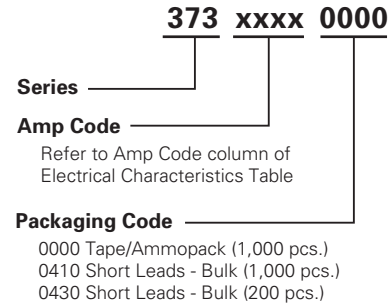 373 xxxx 0000
Series
Amp Code
Refer to Amp Code column of
Electrical Characteristics Table
Packaging Code
0000 Tape/Ammopack (1,000 pcs.)
0410 Short Leads - Bulk (1,000 pcs.)
0430 Short Leads - Bulk (200 pcs.)